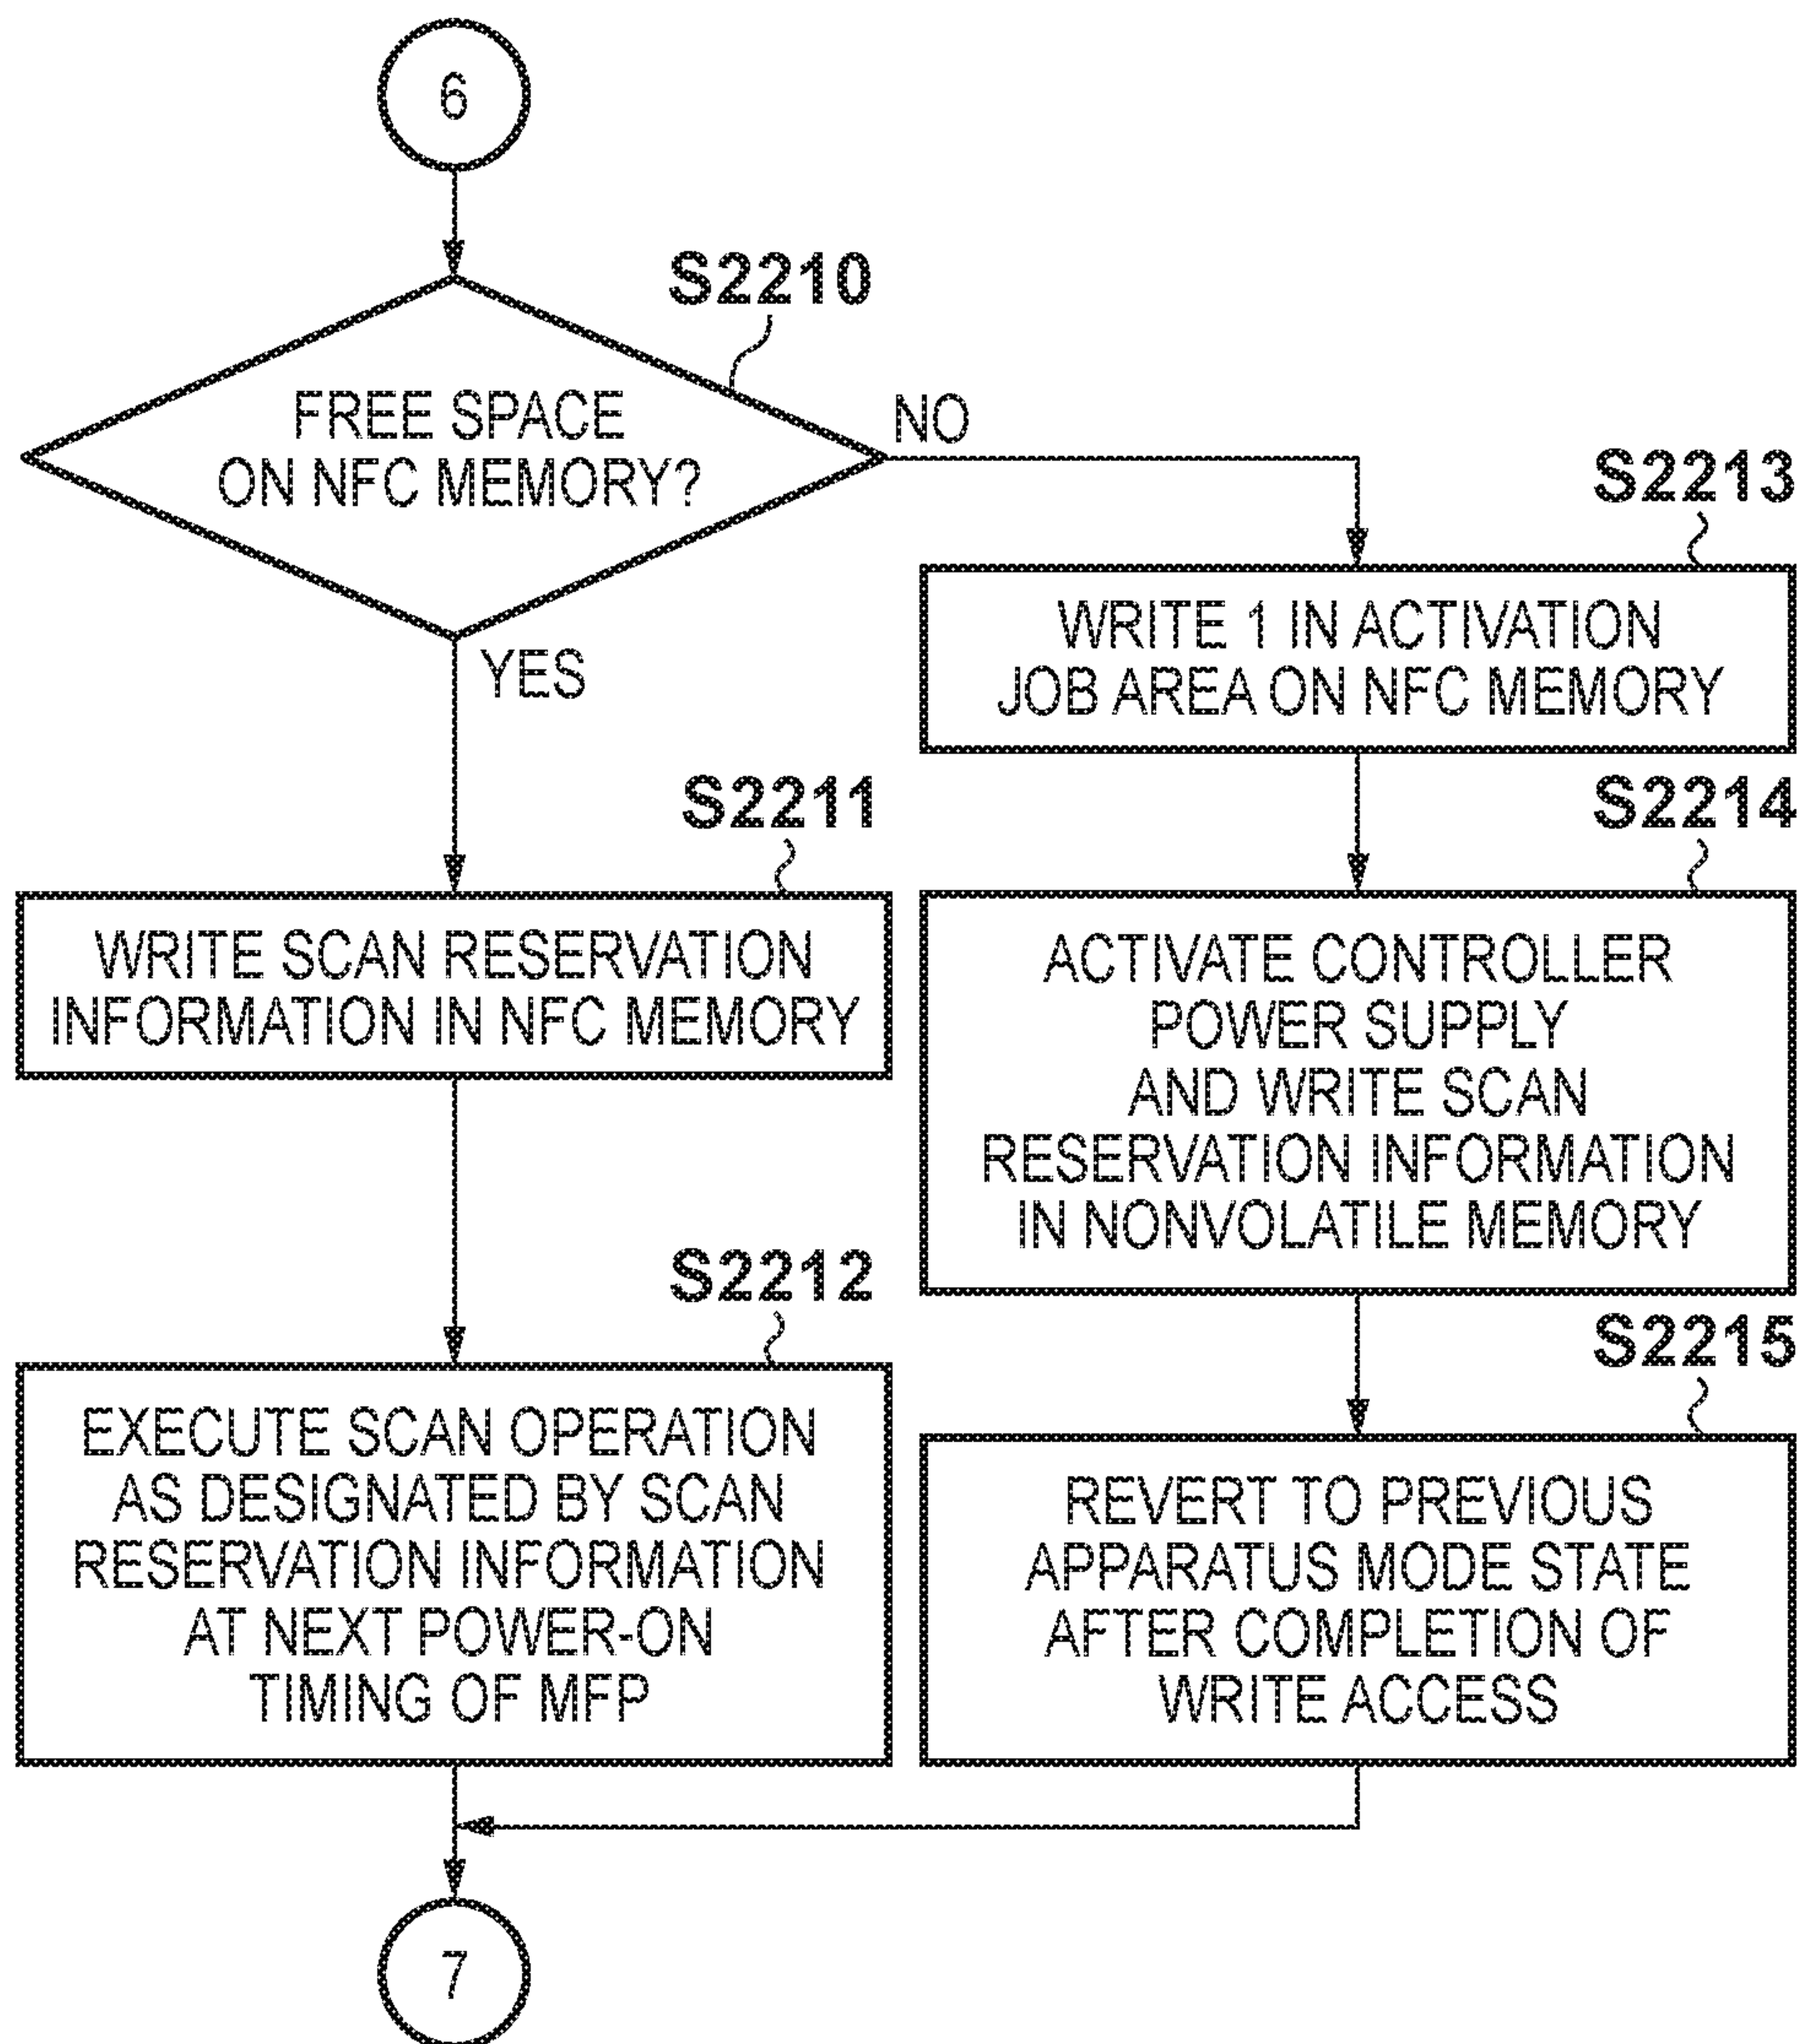 6
S2210
FREE SPACE
ON NFC MEMORY?
NO
YES
S2213
WRITE 1 IN ACTIVATION
JOB AREA ON NFC MEMORY
S2211
WRITE SCAN RESERVATION
INFORMATION IN NFC MEMORY
S2214
ACTIVATE CONTROLLER
POWER SUPPLY
AND WRITE SCAN
RESERVATION INFORMATION
IN NONVOLATILE MEMORY
S2212
EXECUTE SCAN OPERATION
AS DESIGNATED BY SCAN
RESERVATION INFORMATION
AT NEXT POWER-ON
TIMING OF MFP
S2215
REVERT TO PREVIOUS
APPARATUS MODE STATE
AFTER COMPLETION OF
WRITE ACCESS
7